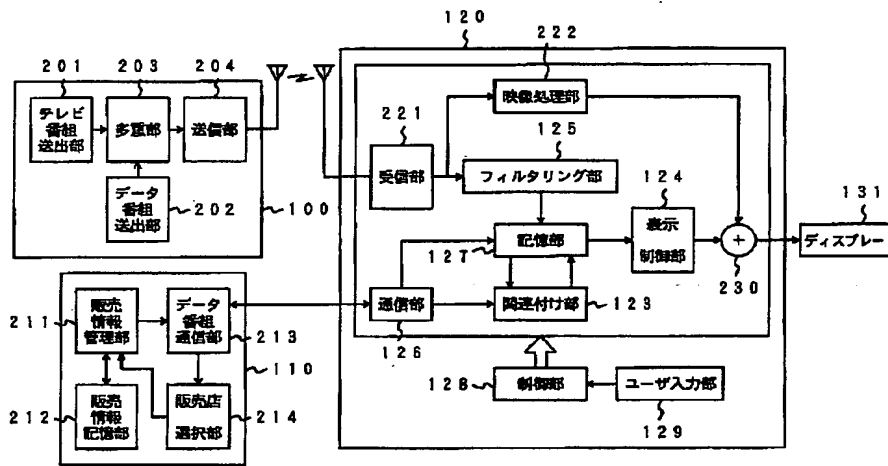 120
222
201
203
204
221
映像処理部
テレビ
番組
送出部
多重部
送信部
125
受信部
フィルタリング部
124
131
データ
番組
送出部
202
100
記憶部
127
表示
制御部
+
ディスプレー
230
211
販売
情報
管理部
データ
番組
通信部
213
通信部
関連付け部
123
126
110
212
販売
情報
記憶部
販売店
選択部
214
128
制御部
ユーザ入力部
129